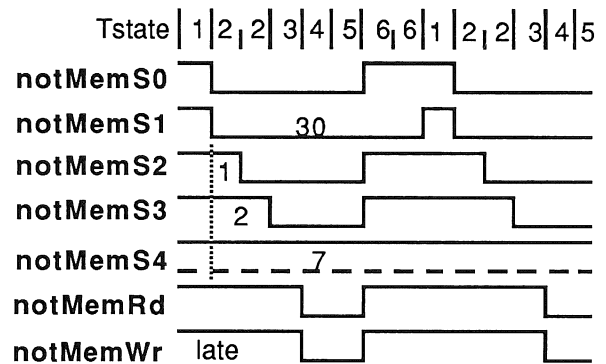 Tstate | 1|2 | 2|3|4|5|6 | 6|1|2 | 2|3|4|5
notMemS0
notMemS1 30
notMemS2 1
notMemS3 2
notMemS4 7
notMemRd
notMemWr late